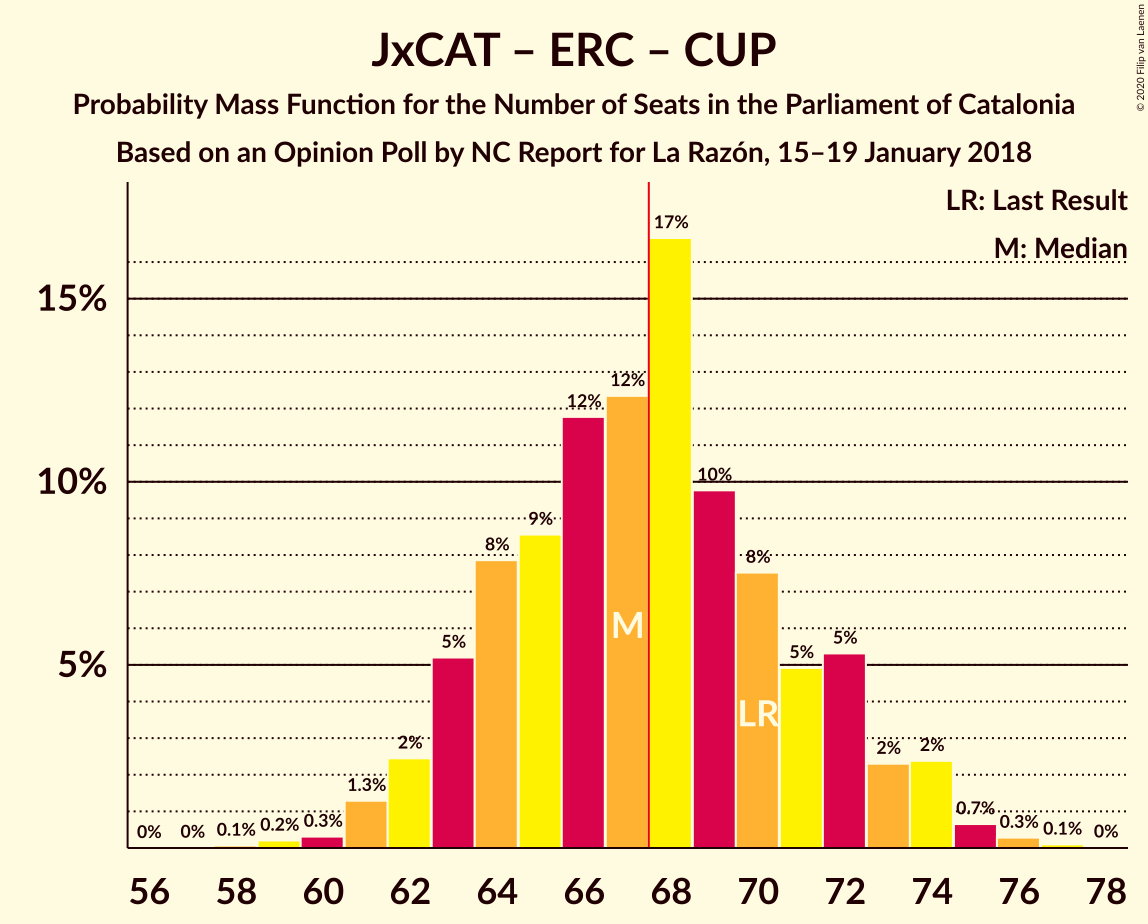 JxCAT – ERC – CUP
Probability Mass Function for the Number of Seats in the Parliament of Catalonia
Based on an Opinion Poll by NC Report for La Razón, 15–19 January 2018
© 2020 Filip van Laenen
LR: Last Result
M: Median
15%
10%
5%
0% 0% 0.1% 0.2% 0.3% 1.3% 2% 5% 8% 9% 12% 12% 17% 10% 8% 5% 5% 2% 2% 0.7% 0.3% 0.1% 0%
M
LR
56 58 60 62 64 66 68 70 72 74 76 78